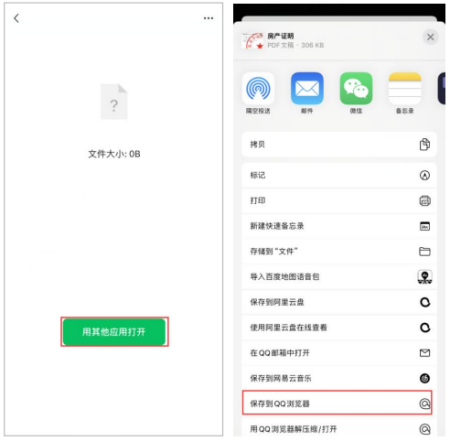 ?
文件大小: 0B
用其他应用打开
房产证明
PDF文稿 · 306 KB
隔空投送
邮件
微信
备忘录
拷贝
标记
打印
新建快速备忘录
存储到“文件”
导入百度地图语音包
保存到阿里云盘
使用阿里云盘在线查看
在QQ邮箱中打开
保存到网易云音乐
保存到QQ浏览器
用QQ浏览器解压缩/打开